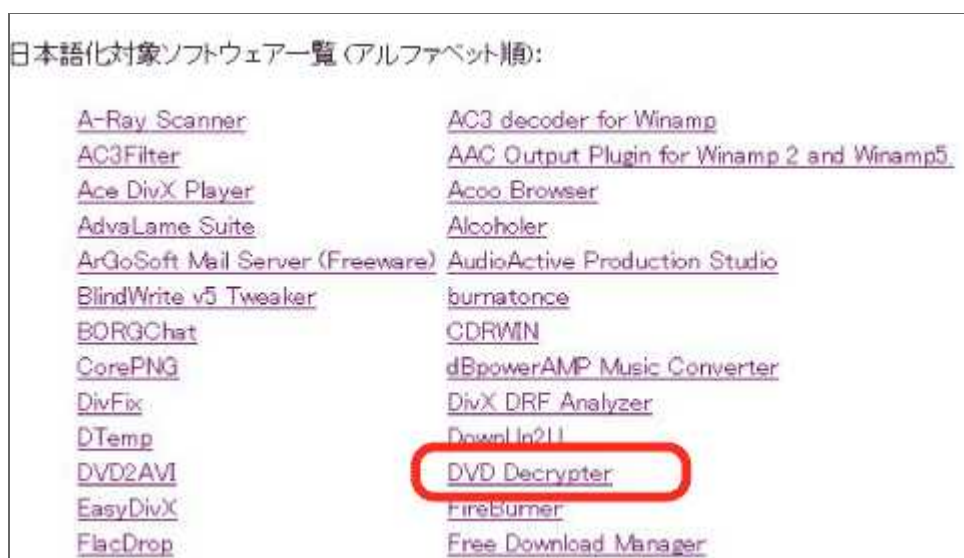 日本語化対象ソフトウェア一覧 (アルファベット順):
A-Ray Scanner AC3 decoder for Winamp
AC3Filter AAC Output Plugin for Winamp 2 and Winamp5
Ace DivX Player Acoo Browser
AdvaLame Suite Alcoholer
ArGoSoft Mail Server (Freeware) AudioActive Production Studio
BlindWrite v5 Tweaker burnatonce
BORGChat CDRWIN
CorePNG dBpowerAMP Music Converter
DivFix DivX DRF Analyzer
DTemp DownUn2U
DVD2AVI DVD Decrypter
EasyDivX FireBurner
FlacDrop Free Download Manager